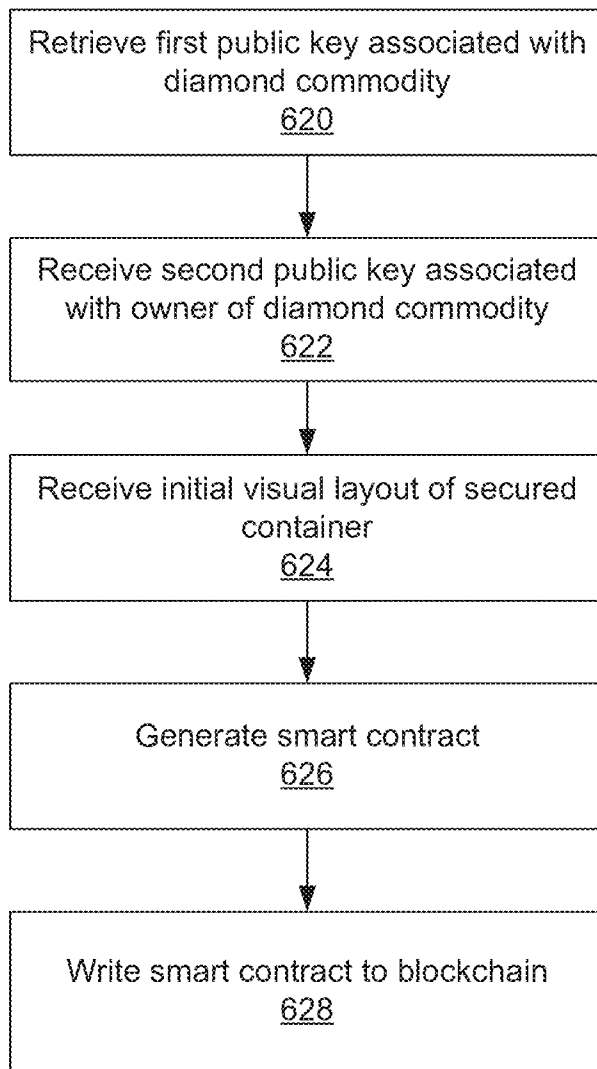 Retrieve first public key associated with
diamond commodity
620
Receive second public key associated
with owner of diamond commodity
622
Receive initial visual layout of secured
container
624
Generate smart contract
626
Write smart contract to blockchain
628